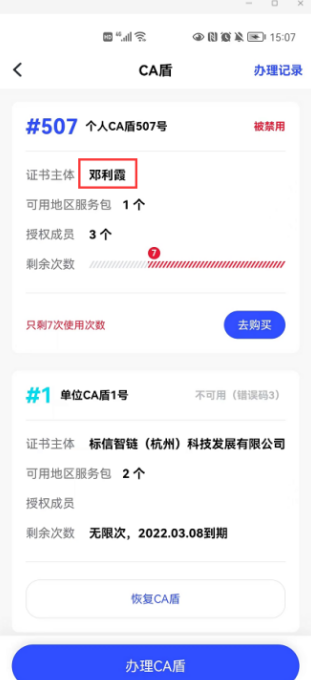 HD 4G 15:07
CA盾
办理记录
#507 个人CA盾507号 被禁用
证书主体 邓利霞
可用地区服务包 1 个
授权成员 3 个
7
剩余次数
只剩7次使用次数 去购买
#1 单位CA盾1号 不可用（错误码3）
证书主体 标信智链（杭州）科技发展有限公司
可用地区服务包 2 个
授权成员
剩余次数 无限次，2022.03.08到期
恢复CA盾
办理CA盾